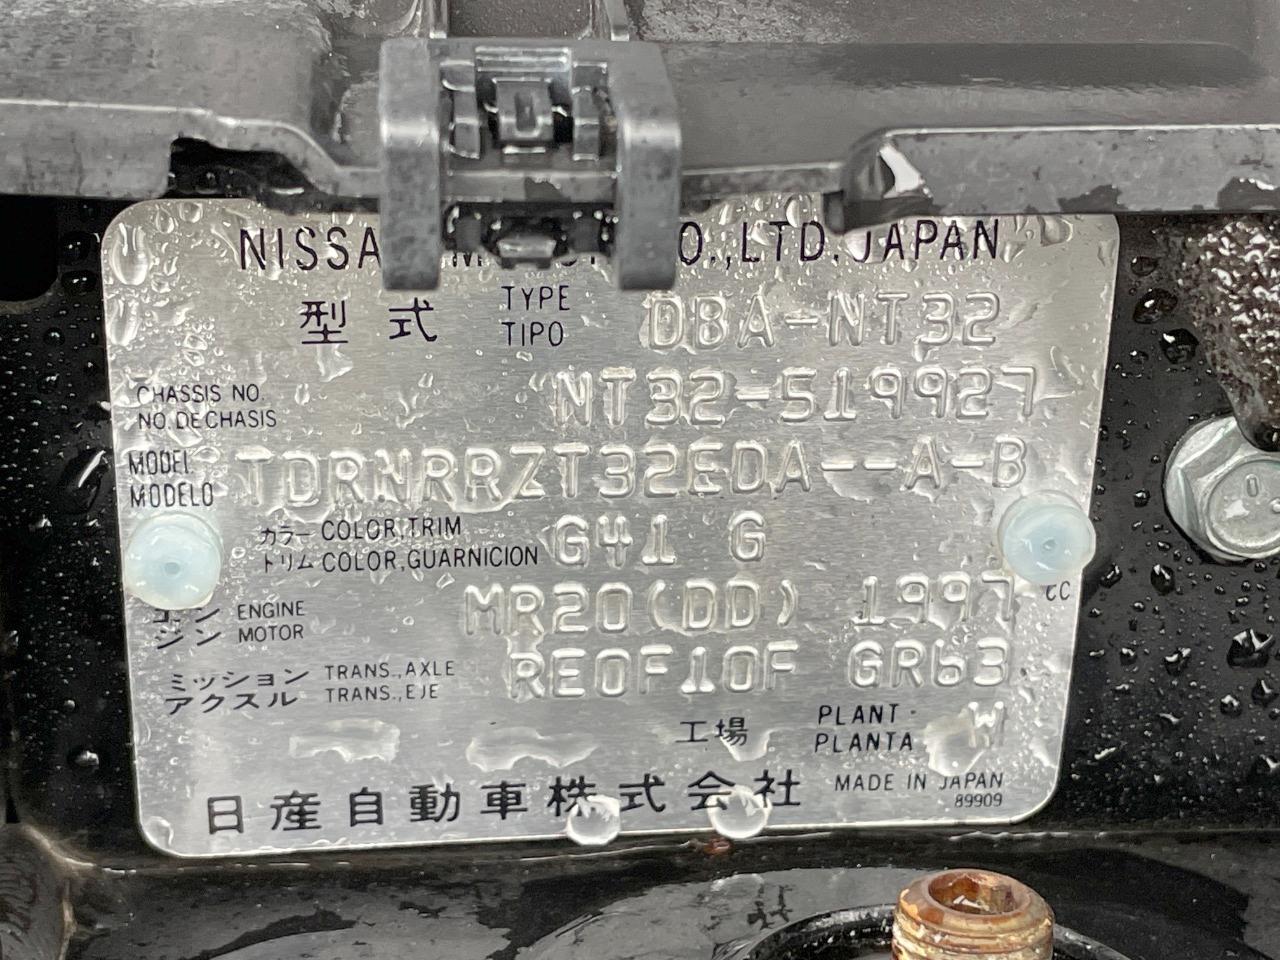 NISSA M O.,LTD.JAPAN
型 式 TYPE TIPO DBA-NT32
CHASSIS NO. NO.DE CHASIS NT32-519927
MODEL MODELO TDRNRRZT32EDA--A-B
カラー COLOR,TRIM トリム COLOR,GUARNICION G41 G
ン ENGINE ジン MOTOR MR20(DD) 1997 CC
ミッション TRANS.,AXLE アクスル TRANS.,EJE RE0F10F GR63
工場 PLANT PLANTA W
日産自動車株式会社 MADE IN JAPAN
89909